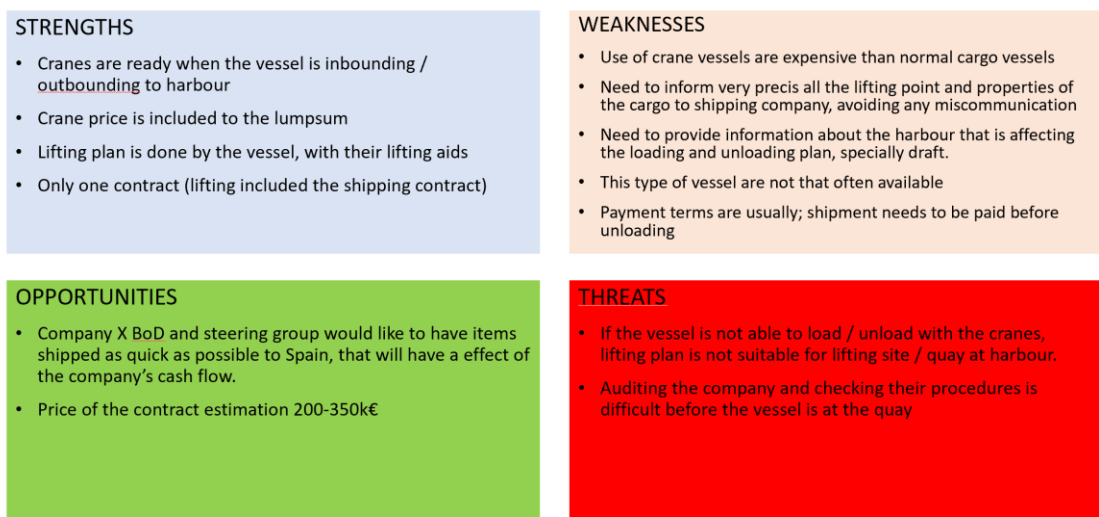 STRENGTHS
• Cranes are ready when the vessel is inbounding /
outbounding to harbour
• Crane price is included to the lumpsum
• Lifting plan is done by the vessel, with their lifting aids
• Only one contract (lifting included the shipping contract)
WEAKNESSES
• Use of crane vessels are expensive than normal cargo vessels
• Need to inform very precis all the lifting point and properties of
the cargo to shipping company, avoiding any miscommunication
• Need to provide information about the harbour that is affecting
the loading and unloading plan, specially draft.
• This type of vessel are not that often available
• Payment terms are usually; shipment needs to be paid before
unloading
OPPORTUNITIES
• Company X BoD and steering group would like to have items
shipped as quick as possible to Spain, that will have a effect of
the company’s cash flow.
• Price of the contract estimation 200-350k€
THREATS
• If the vessel is not able to load / unload with the cranes,
lifting plan is not suitable for lifting site / quay at harbour.
• Auditing the company and checking their procedures is
difficult before the vessel is at the quay